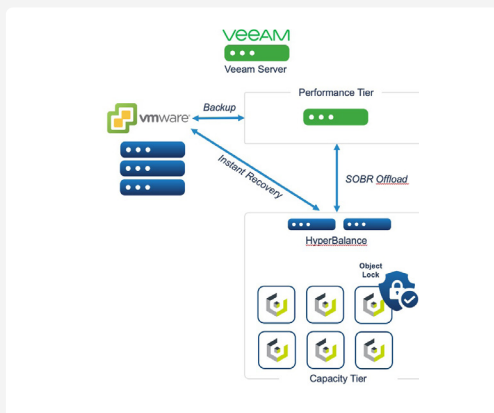 veeAM
Veeam Server
Performance Tier
Backup
vmware
Instant Recovery
SOBR Offload
HyperBalance
Object
Lock
Capacity Tier